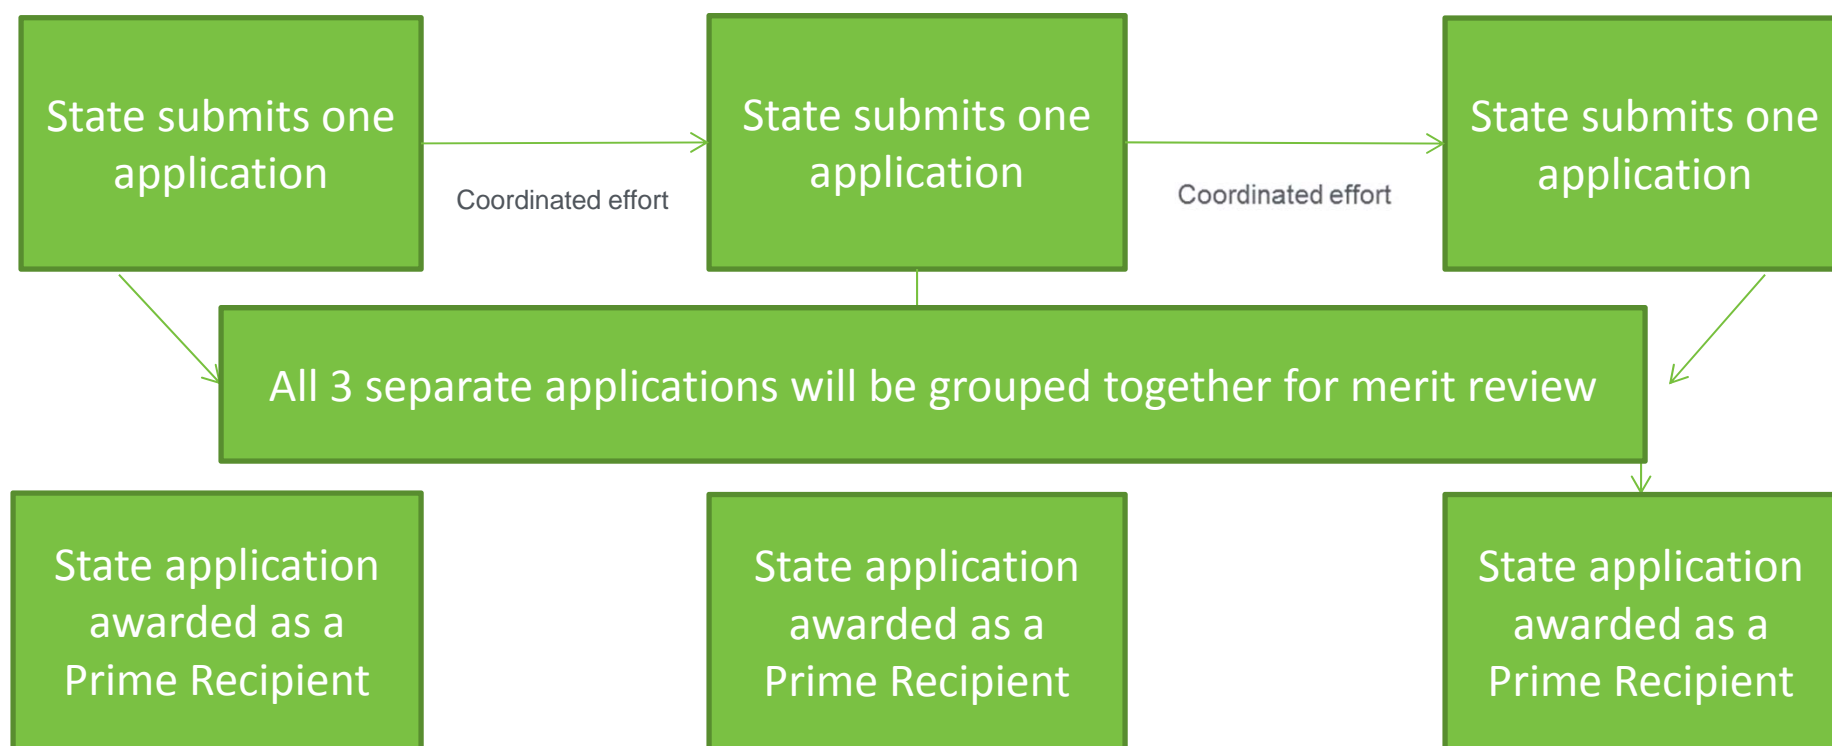 State submits one
application
Coordinated effort
State submits one
application
Coordinated effort
State submits one
application
All 3 separate applications will be grouped together for merit review
State application
awarded as a
Prime Recipient
State application
awarded as a
Prime Recipient
State application
awarded as a
Prime Recipient